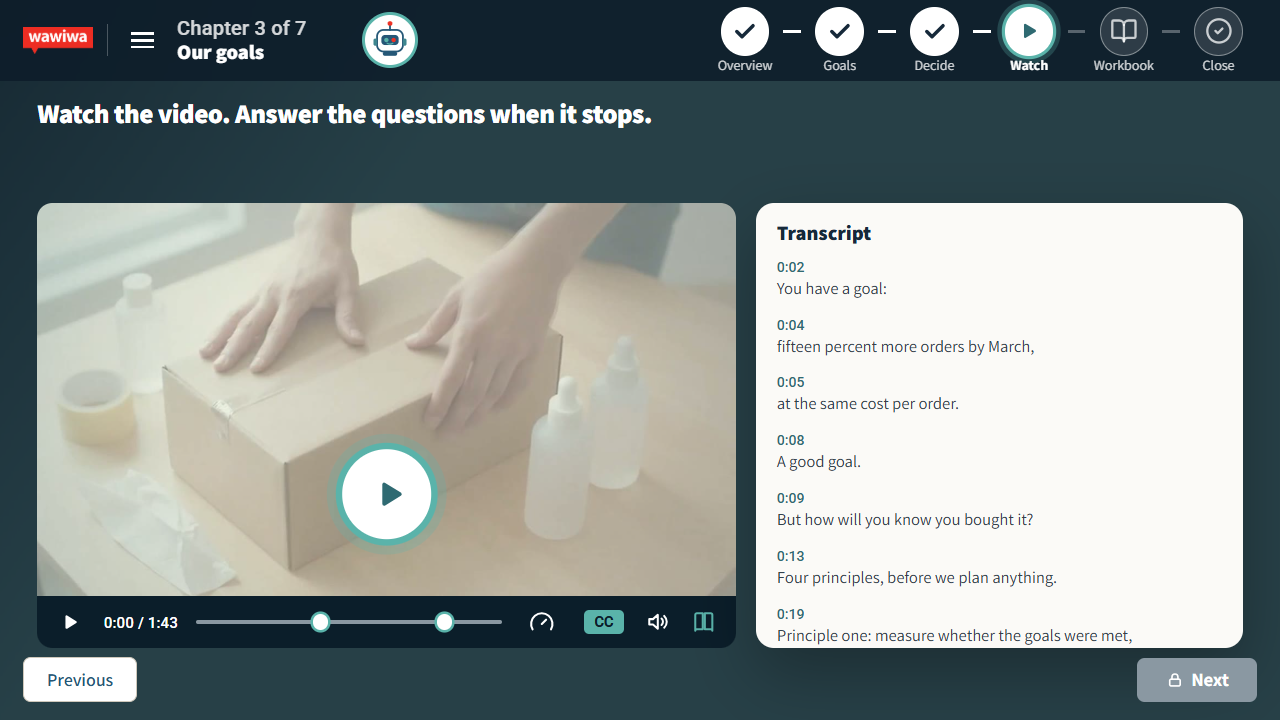 wawiwa
Chapter 3 of 7
Our goals
Overview
Goals
Decide
Watch
Workbook
Close
Watch the video. Answer the questions when it stops.
Transcript
0:02
You have a goal:
0:04
fifteen percent more orders by March,
0:05
at the same cost per order.
0:08
A good goal.
0:09
But how will you know you bought it?
0:13
Four principles, before we plan anything.
0:19
Principle one: measure whether the goals were met,
0:00 / 1:43
CC
Previous
Next